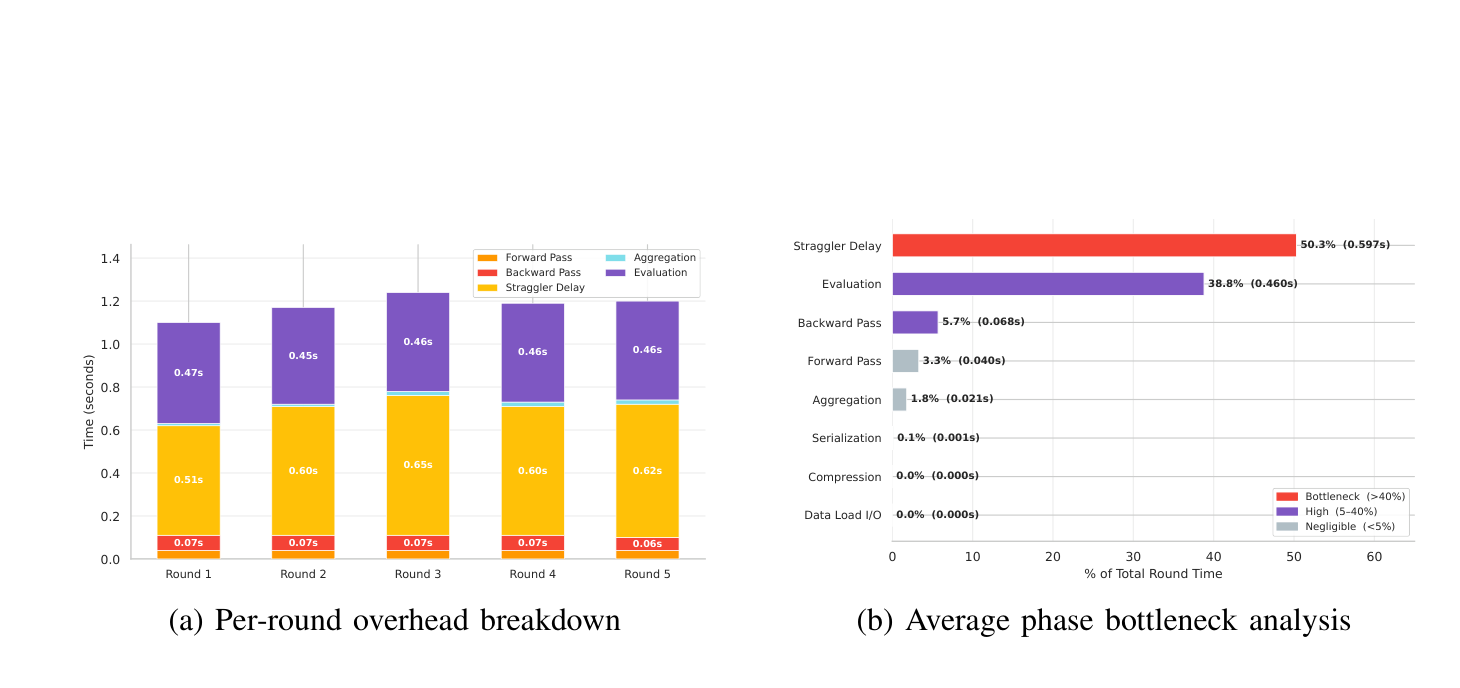 1.4
1.2
1.0
0.8
0.6
0.4
0.2
0.0
Time (seconds)
Forward Pass
Backward Pass
Straggler Delay
Aggregation
Evaluation
0.47s
0.51s
0.07s
0.45s
0.60s
0.07s
0.46s
0.65s
0.07s
0.46s
0.60s
0.07s
0.46s
0.62s
0.06s
Round 1
Round 2
Round 3
Round 4
Round 5
(a) Per-round overhead breakdown
Straggler Delay
50.3% (0.597s)
Evaluation
38.8% (0.460s)
Backward Pass
5.7% (0.068s)
Forward Pass
3.3% (0.040s)
Aggregation
1.8% (0.021s)
Serialization
0.1% (0.001s)
Compression
0.0% (0.000s)
Data Load I/O
0.0% (0.000s)
Bottleneck (>40%)
High (5–40%)
Negligible (<5%)
0
10
20
30
40
50
60
% of Total Round Time
(b) Average phase bottleneck analysis